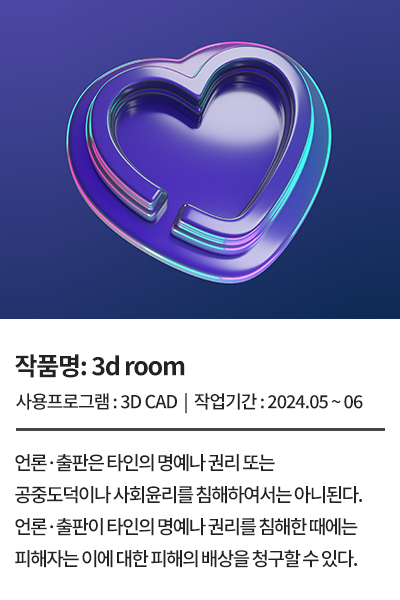 작품명: 3d room
사용프로그램 : 3D CAD | 작업기간 : 2024.05 ~ 06
언론·출판은 타인의 명예나 권리 또는
공중도덕이나 사회윤리를 침해하여서는 아니된다.
언론·출판이 타인의 명예나 권리를 침해한 때에는
피해자는 이에 대한 피해의 배상을 청구할 수 있다.